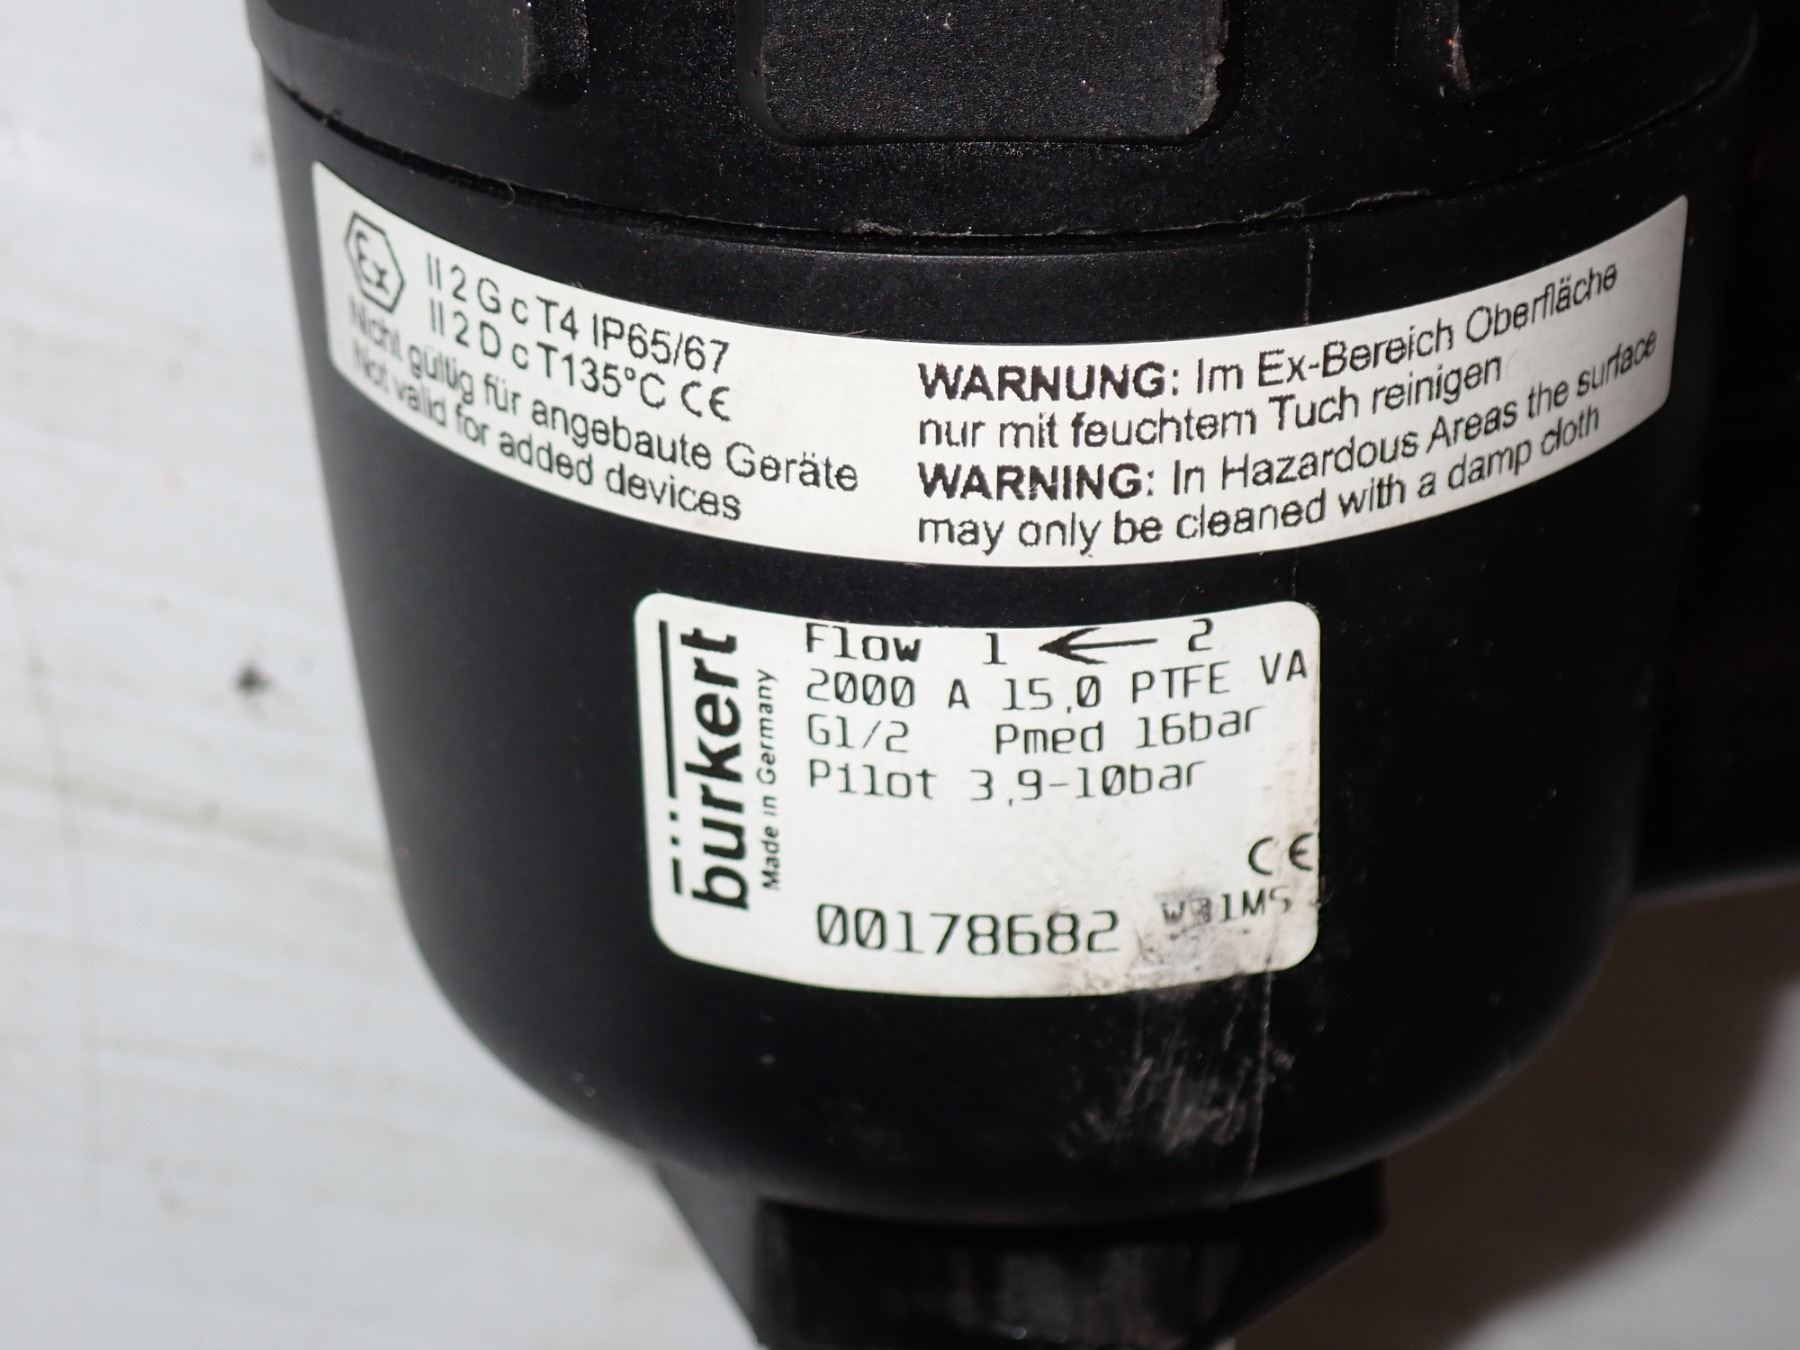 Ex
II 2 G c T4 IP65/67
II 2 D c T135°C CE
Nicht gültig für angebaute Geräte
Not valid for added devices
WARNUNG: Im Ex-Bereich Oberfläche
nur mit feuchtem Tuch reinigen
WARNING: In Hazardous Areas the surface
may only be cleaned with a damp cloth
bürkert
Made in Germany
Flow 1 ← 2
2000 A 15,0 PTFE VA
G1/2 Pmed 16bar
Pilot 3,9-10bar
CE
00178682